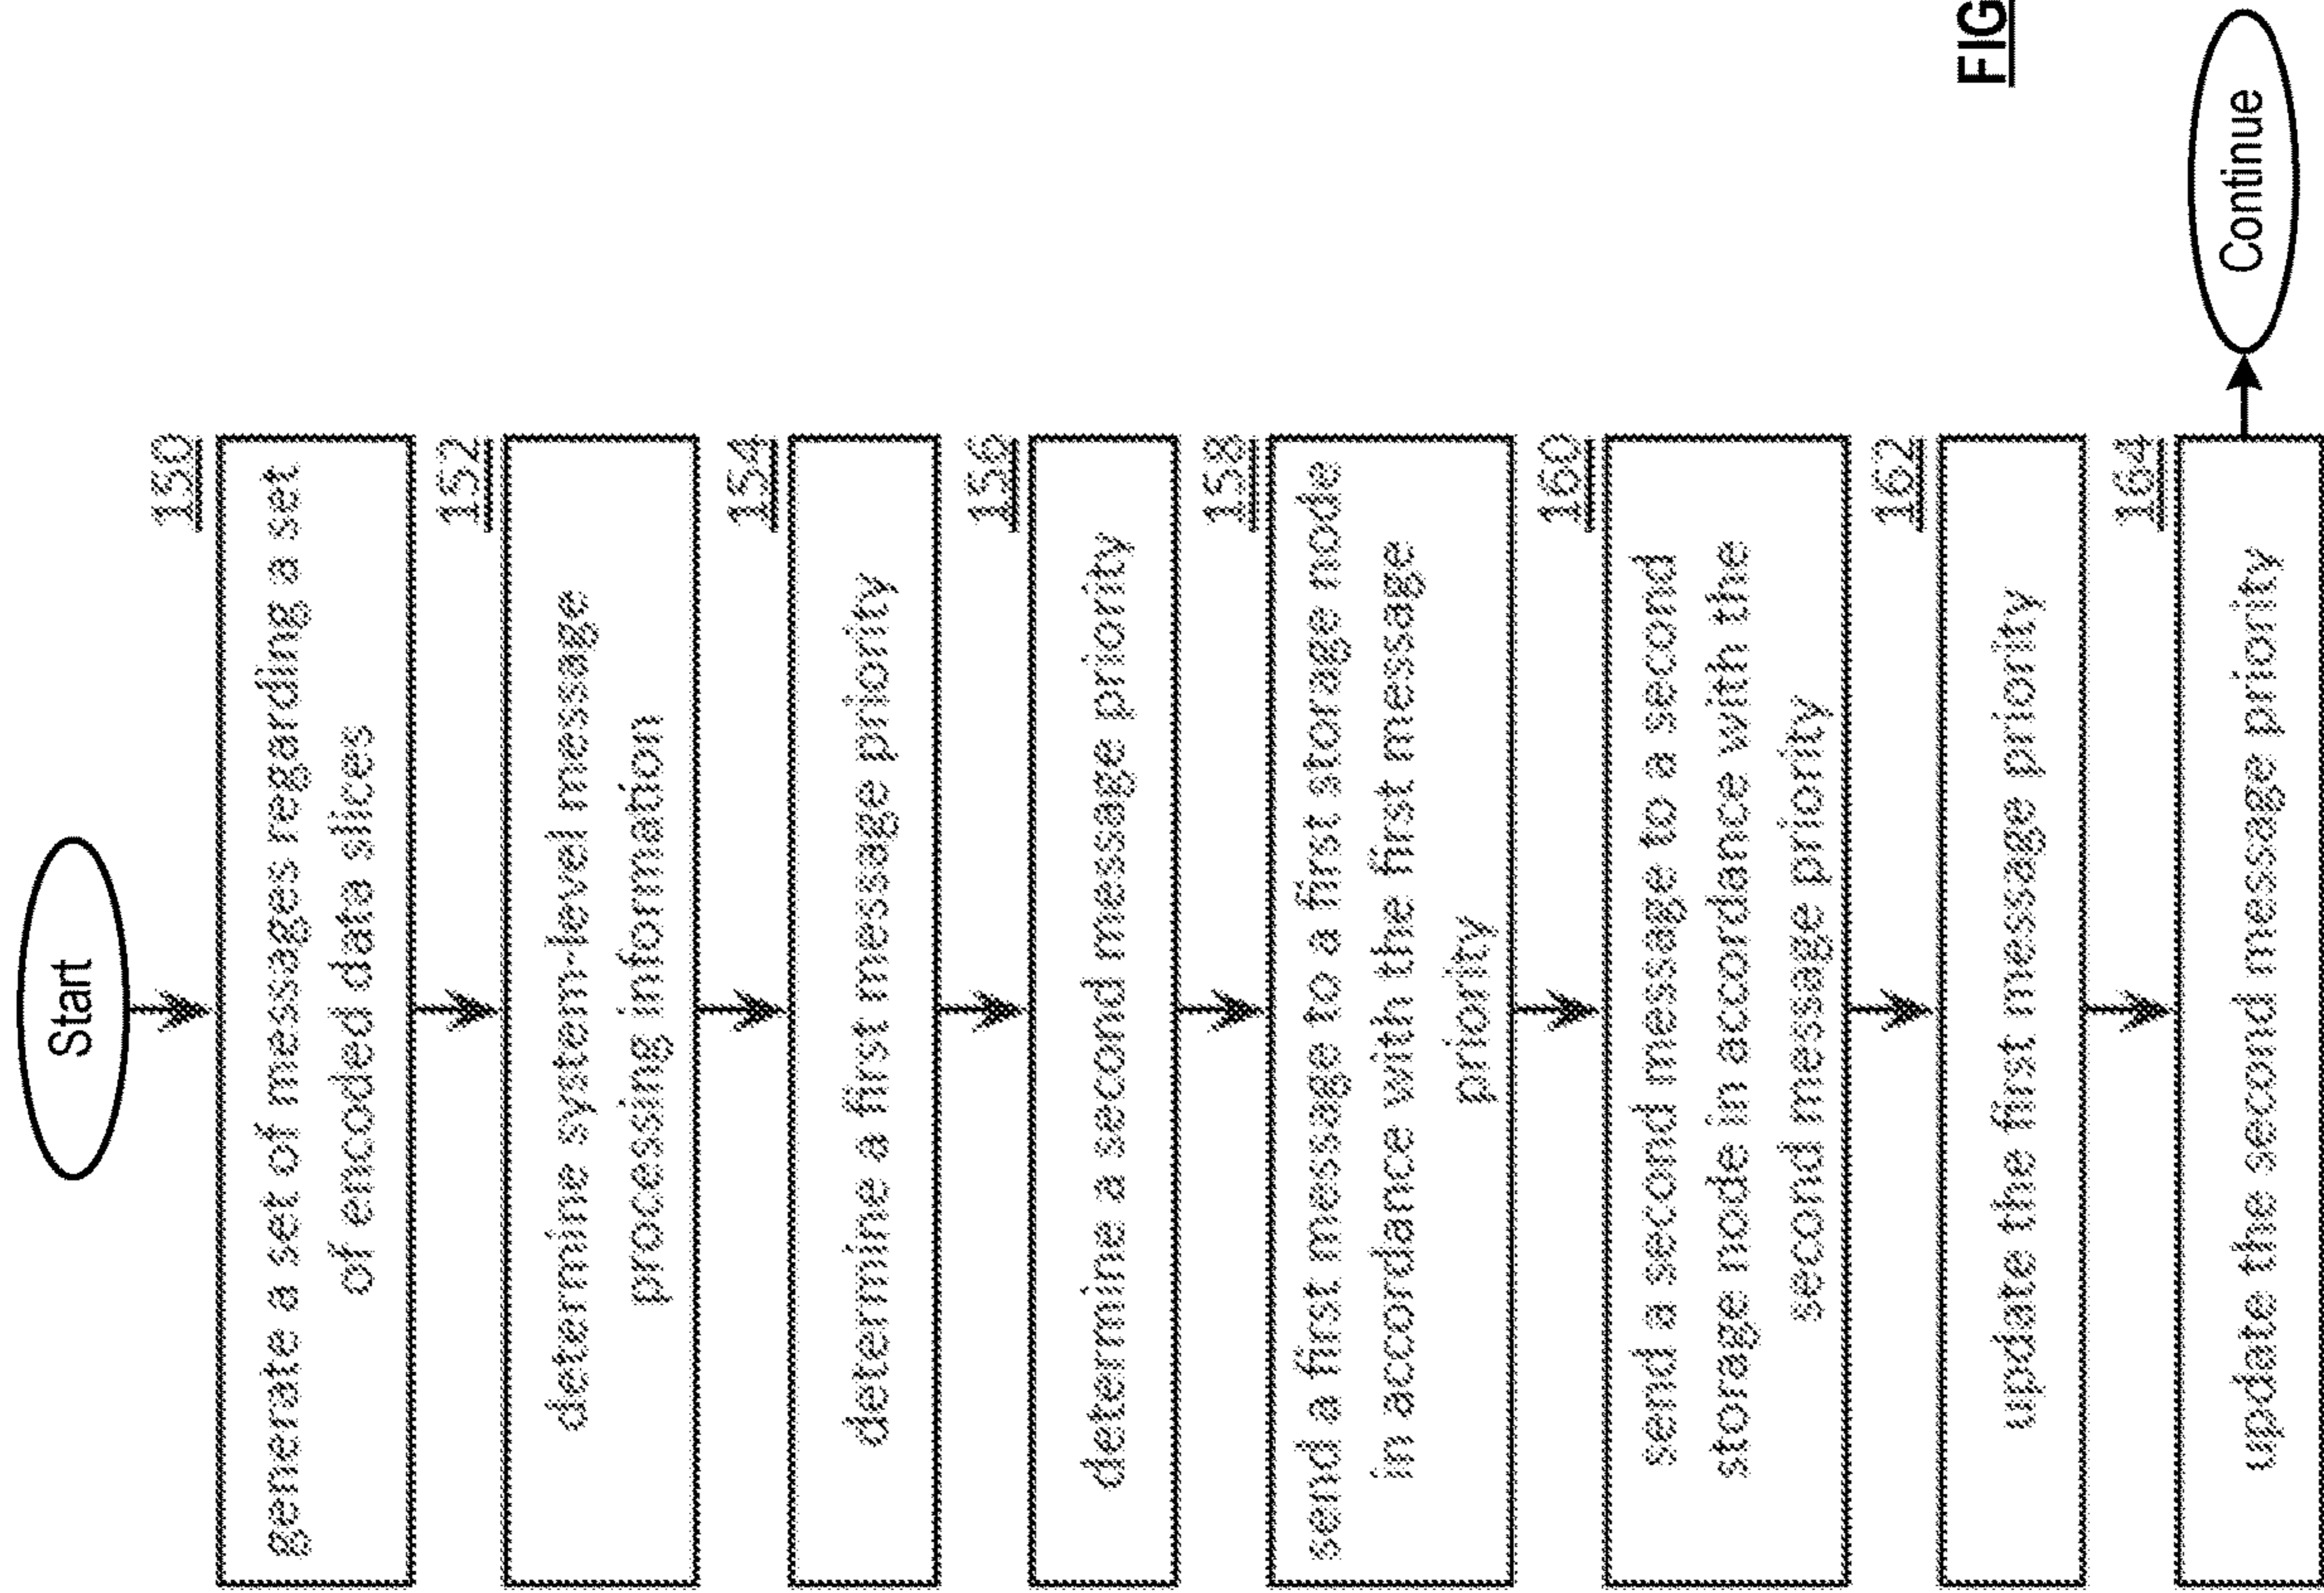 Start
150
generate a set of messages regarding a set
of encoded data slices
152
determine system-level message
processing information
154
determine a first message priority
156
determine a second message priority
158
send a first message to a first storage node
in accordance with the first message
priority
160
send a second message to a second
storage node in accordance with the
second message priority
162
update the first message priority
164
update the second message priority
Continue
FIG